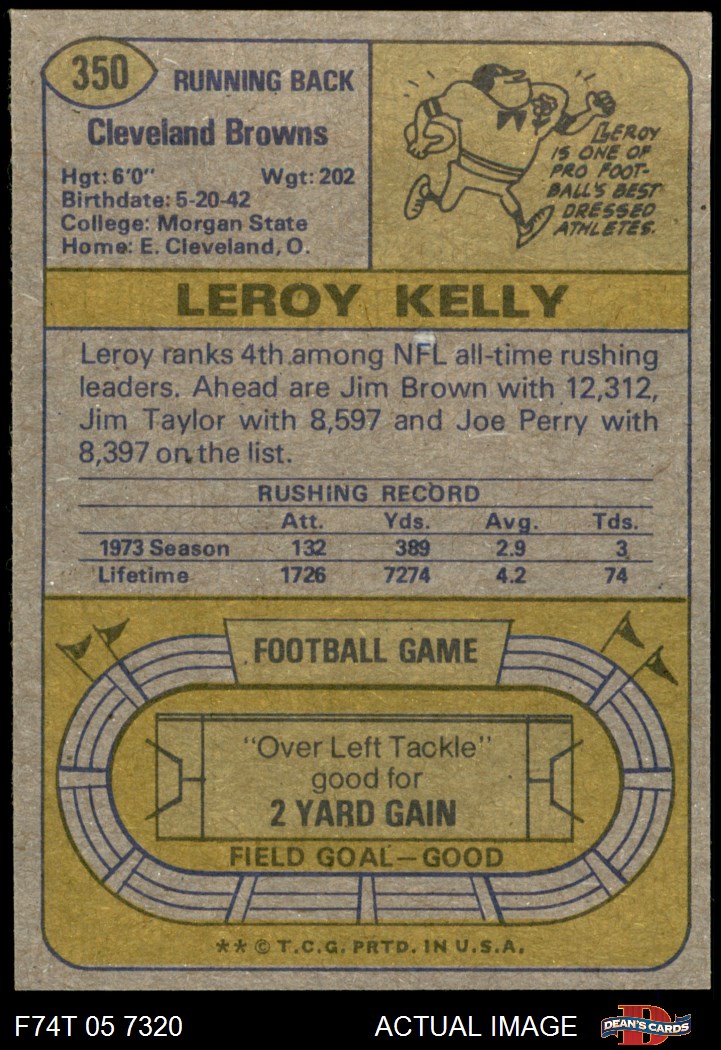 350
RUNNING BACK
Cleveland Browns
Hgt: 6'0" Wgt: 202
Birthdate: 5-20-42
College: Morgan State
Home: E. Cleveland, O.
LEROY
IS ONE OF
PRO FOOT-
BALL'S BEST
DRESSED
ATHLETES.
LEROY KELLY
Leroy ranks 4th among NFL all-time rushing
leaders. Ahead are Jim Brown with 12,312,
Jim Taylor with 8,597 and Joe Perry with
8,397 on the list.
RUSHING RECORD
Att. Yds. Avg. Tds.
1973 Season 132 389 2.9 3
Lifetime 1726 7274 4.2 74
FOOTBALL GAME
"Over Left Tackle"
good for
2 YARD GAIN
FIELD GOAL—GOOD
** © T.C.G. PRTD. IN U.S.A.
F74T 05 7320 ACTUAL IMAGE D DEAN'S CARDS